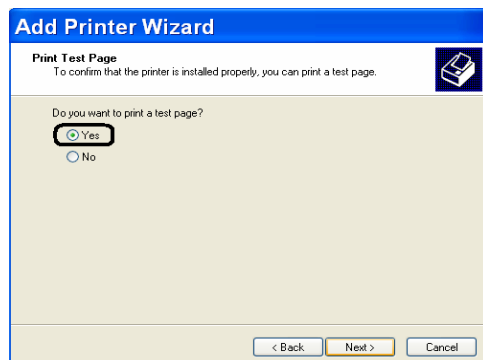 Add Printer Wizard
Print Test Page
To confirm that the printer is installed properly, you can print a test page.
Do you want to print a test page?
Yes
No
< Back Next > Cancel